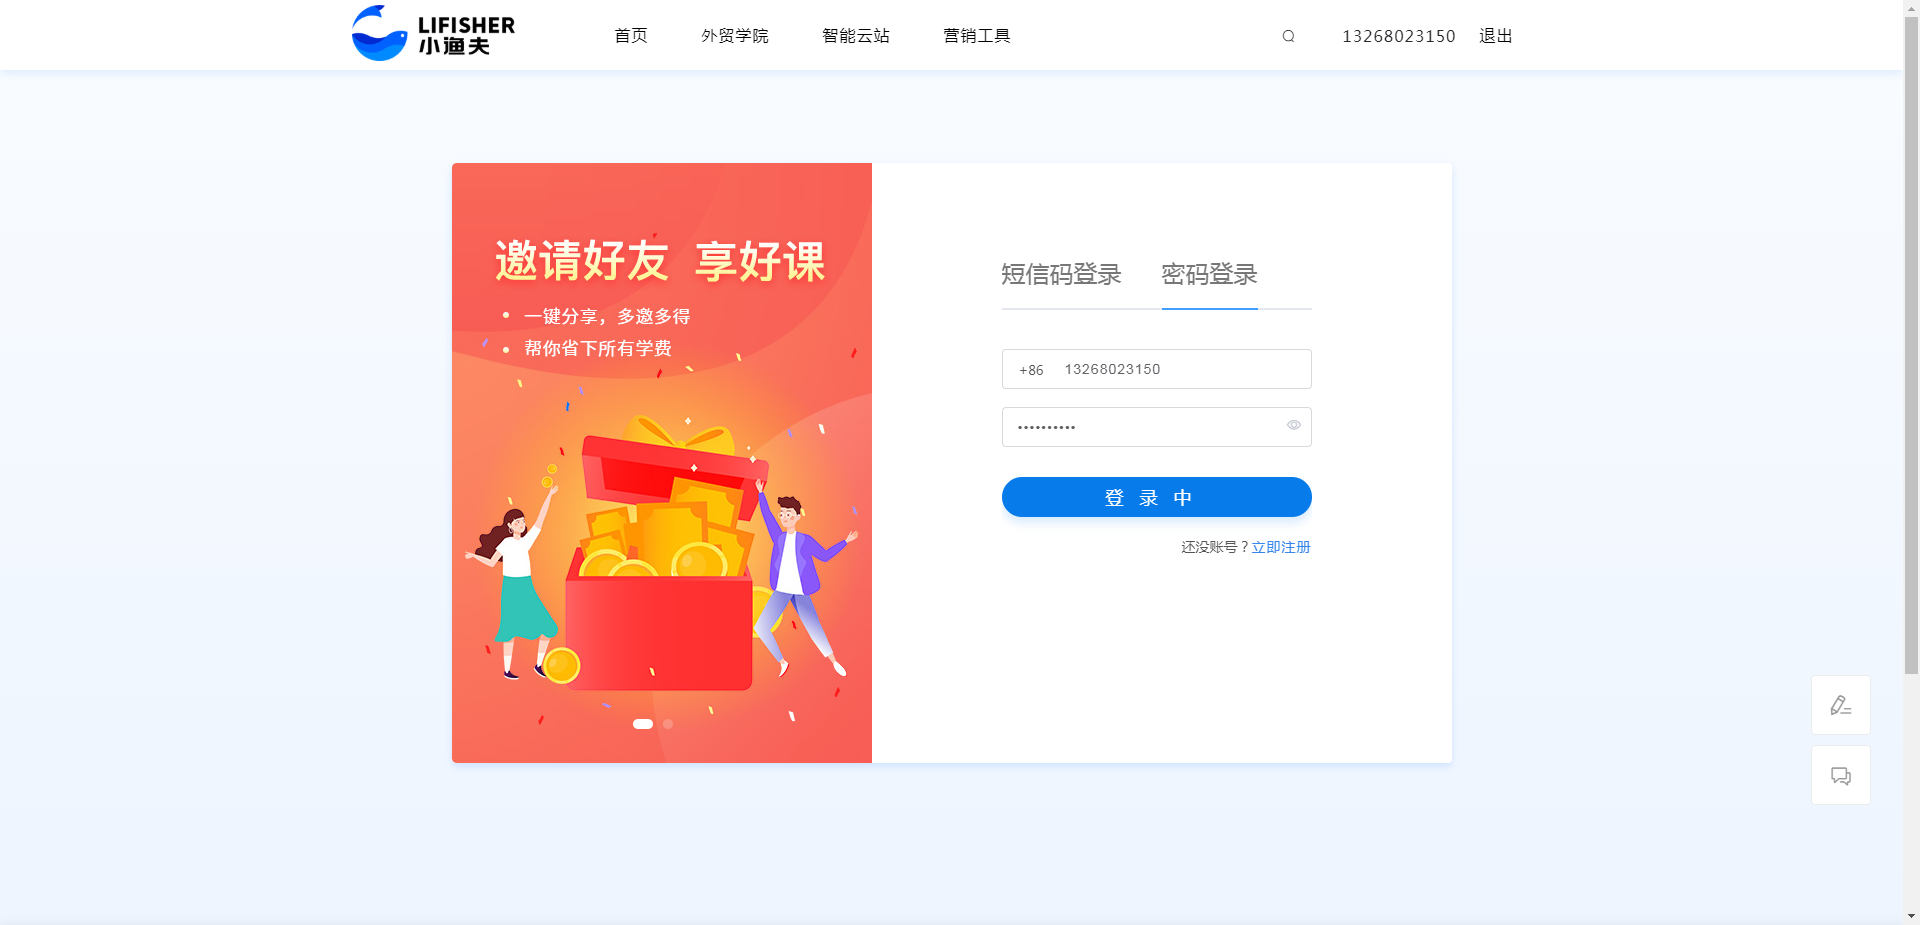 LIFISHER
小渔夫
首页 外贸学院 智能云站 营销工具 13268023150 退出
邀请好友 享好课
一键分享，多邀多得
帮你省下所有学费
短信码登录 密码登录
+86 13268023150
••••••••••
登录中
还没账号？立即注册